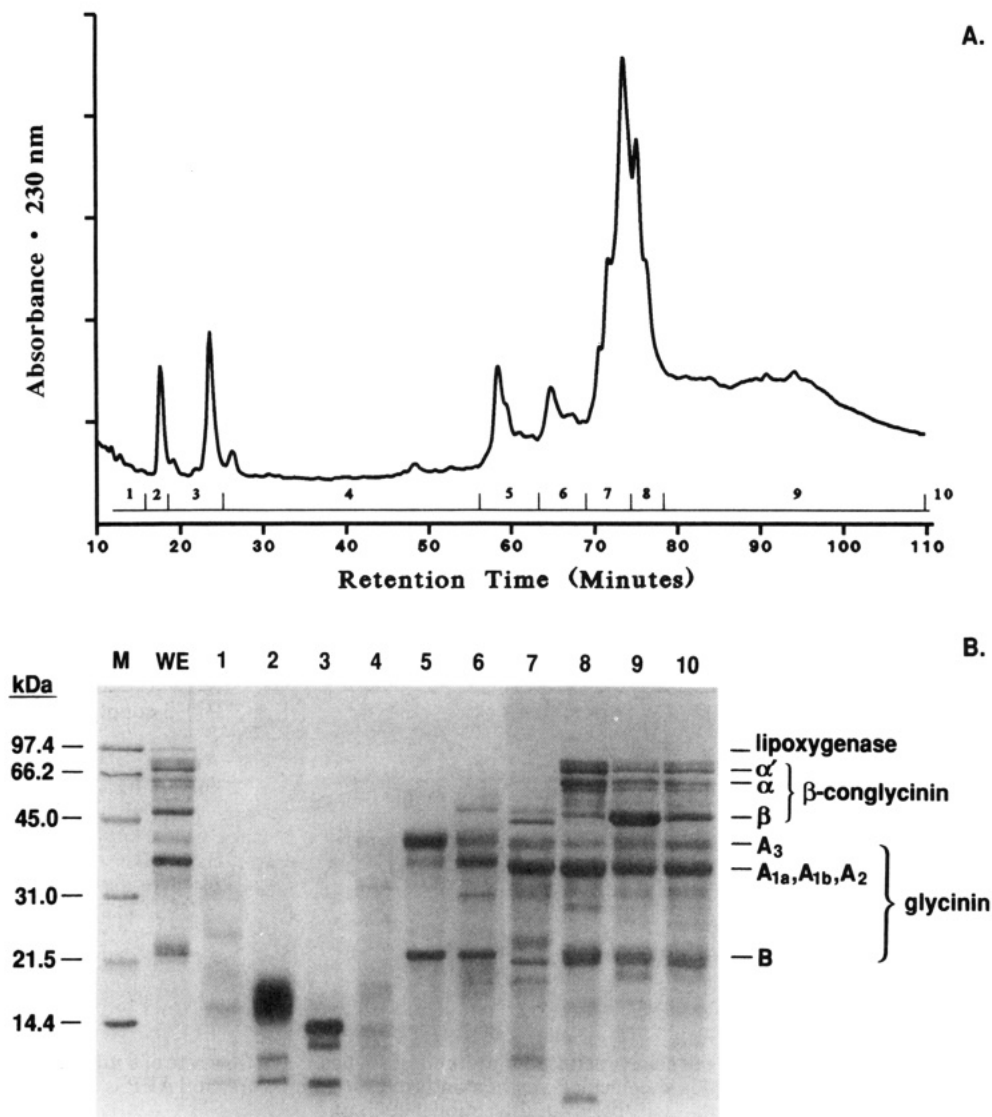 A.
Absorbance • 230 nm
1 2 3 4 5 6 7 8 9 10
10 20 30 40 50 60 70 80 90 100 110
Retention Time (Minutes)
B.
M WE 1 2 3 4 5 6 7 8 9 10
kDa
97.4
66.2
45.0
31.0
21.5
14.4
lipoxygenase
α'
α
β
β-conglycinin
A3
A1a,A1b,A2
glycinin
B